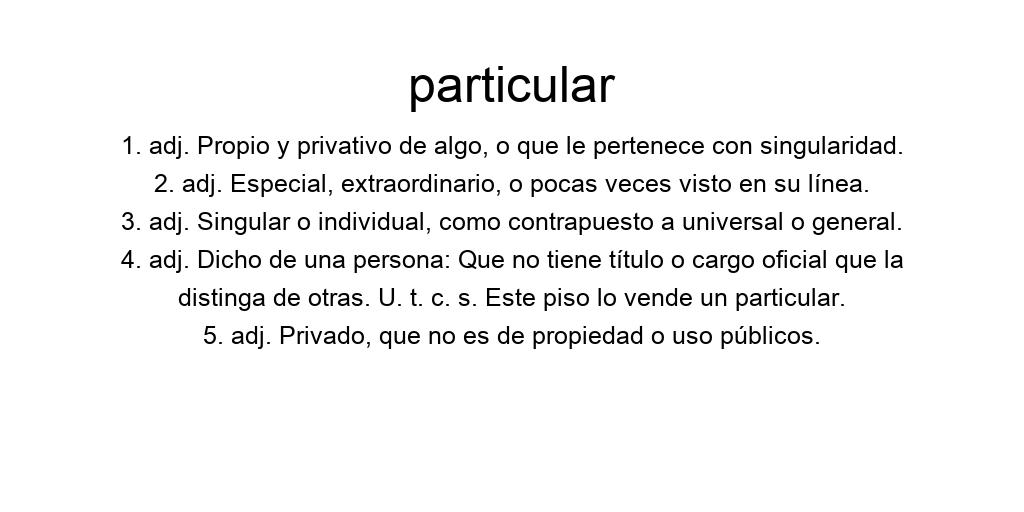 particular
1. adj. Propio y privativo de algo, o que le pertenece con singularidad.
2. adj. Especial, extraordinario, o pocas veces visto en su línea.
3. adj. Singular o individual, como contrapuesto a universal o general.
4. adj. Dicho de una persona: Que no tiene título o cargo oficial que la
distinga de otras. U. t. c. s. Este piso lo vende un particular.
5. adj. Privado, que no es de propiedad o uso públicos.